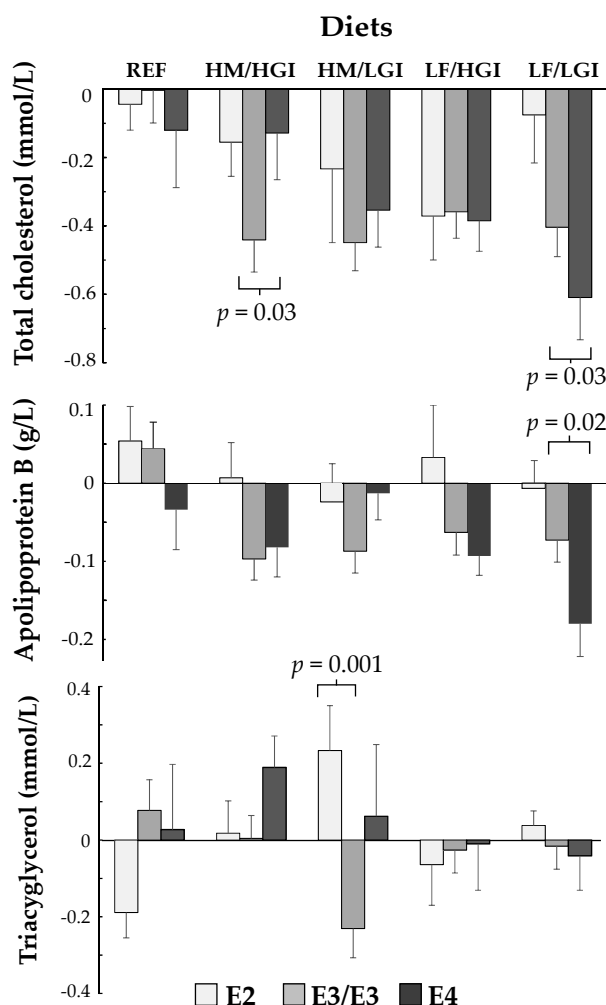 Diets
REF HM/HGI HM/LGI LF/HGI LF/LGI
Total cholesterol (mmol/L)
0
-0.2
-0.4
-0.6
-0.8
p = 0.03
p = 0.03
Apolipoprotein B (g/L)
0.1
0
-0.1
-0.2
p = 0.02
Triacyglycerol (mmol/L)
0.4
0.2
0
-0.2
-0.4
p = 0.001
E2 E3/E3 E4